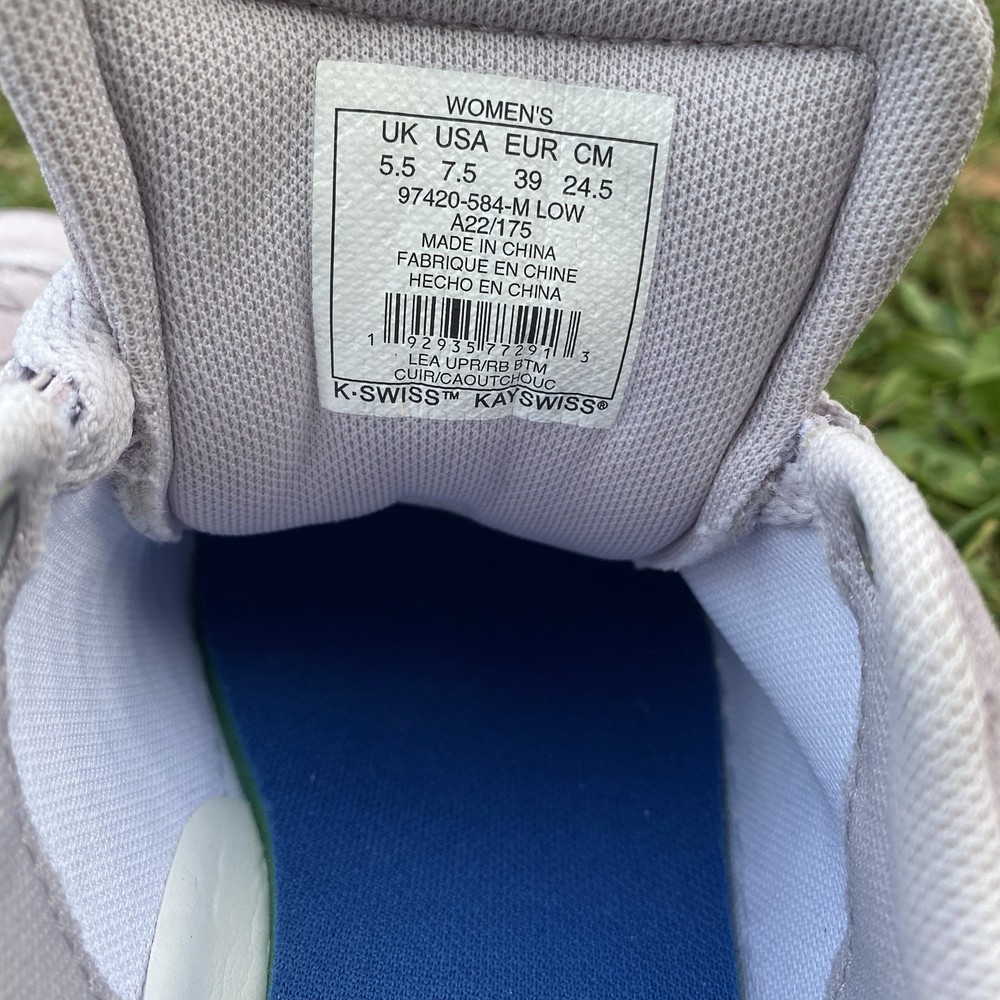 WOMEN'S
UK USA EUR CM
5.5 7.5 39 24.5
97420-584-M LOW
A22/175
MADE IN CHINA
FABRIQUE EN CHINE
HECHO EN CHINA
1 92935 77291 3
LEA UPR/RB BTM
CUIR/CAOUTCHOUC
K·SWISS™ KAYSWISS®